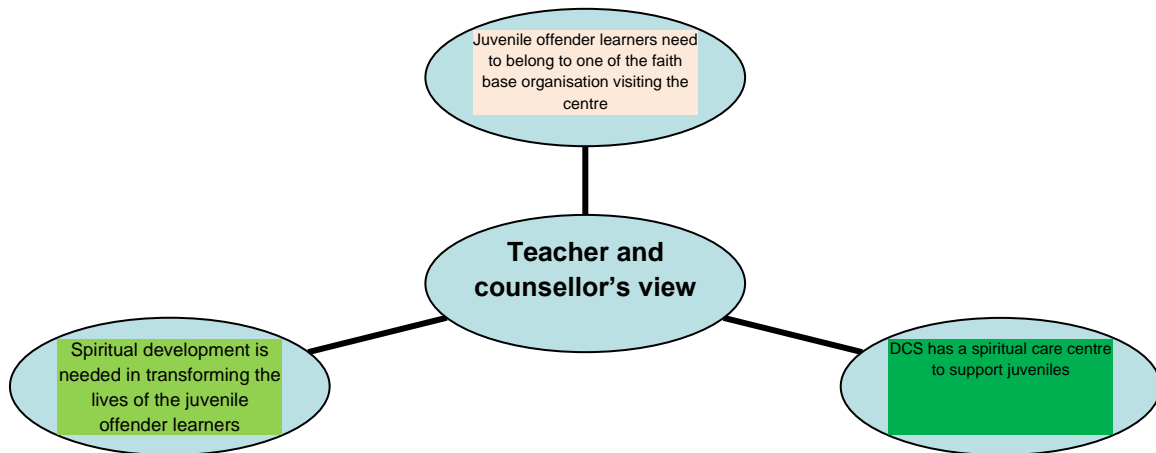 Juvenile offender learners need
to belong to one of the faith
base organisation visiting the
centre
Teacher and
counsellor’s view
Spiritual development is
needed in transforming the
lives of the juvenile
offender learners
DCS has a spiritual care centre
to support juveniles